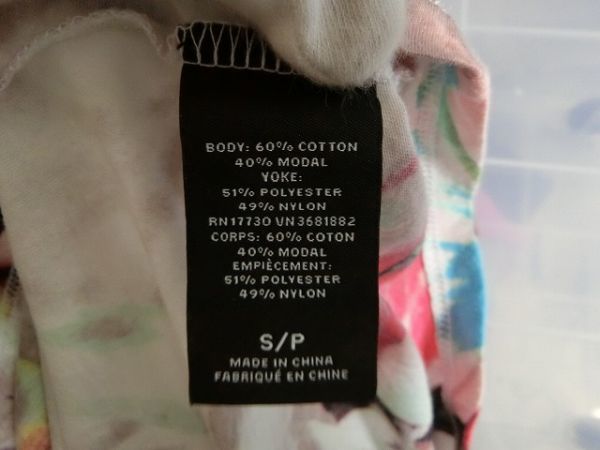 BODY: 60% COTTON
40% MODAL
YOKE:
51% POLYESTER
49% NYLON
RN17730 VN3681882
CORPS: 60% COTON
40% MODAL
EMPIÈCEMENT:
51% POLYESTER
49% NYLON
S/P
MADE IN CHINA
FABRIQUÉ EN CHINE